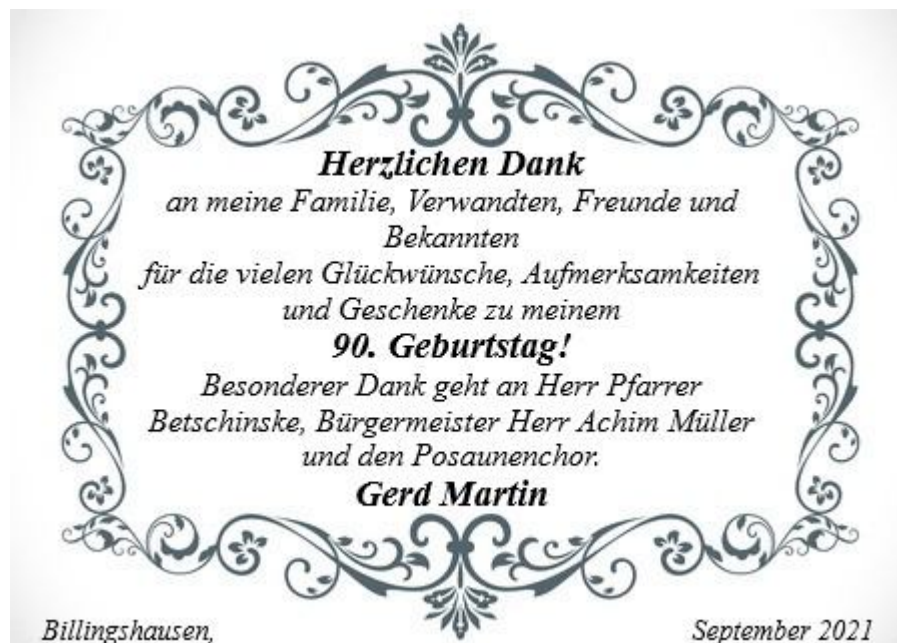 Herzlichen Dank
an meine Familie, Verwandten, Freunde und
Bekannten
für die vielen Glückwünsche, Aufmerksamkeiten
und Geschenke zu meinem
90. Geburtstag!
Besonderer Dank geht an Herr Pfarrer
Betschinske, Bürgermeister Herr Achim Müller
und den Posaunenchor.
Gerd Martin
Billingshausen, September 2021